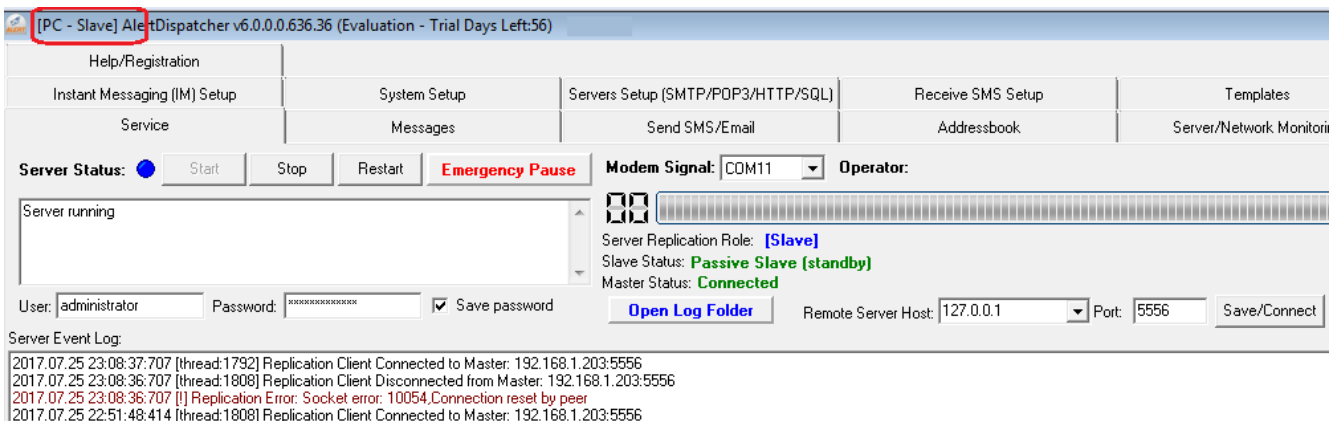 [PC - Slave] AlertDispatcher v6.0.0.0.636.36 (Evaluation - Trial Days Left:56)
Help/Registration
Instant Messaging (IM) Setup System Setup Servers Setup (SMTP/POP3/HTTP/SQL) Receive SMS Setup Templates
Service Messages Send SMS/Email Addressbook Server/Network Monitorin
Server Status: Start Stop Restart Emergency Pause Modem Signal: COM11 Operator:
Server running
00
Server Replication Role: [Slave]
Slave Status: Passive Slave (standby)
Master Status: Connected
User: administrator Password: ************* Save password Open Log Folder Remote Server Host: 127.0.0.1 Port: 5556 Save/Connect
Server Event Log:
2017.07.25 23:08:37:707 [thread:1792] Replication Client Connected to Master: 192.168.1.203:5556
2017.07.25 23:08:36:707 [thread:1808] Replication Client Disconnected from Master: 192.168.1.203:5556
2017.07.25 23:08:36:707 [!] Replication Error: Socket error: 10054,Connection reset by peer
2017.07.25 22:51:48:414 [thread:1808] Replication Client Connected to Master: 192.168.1.203:5556